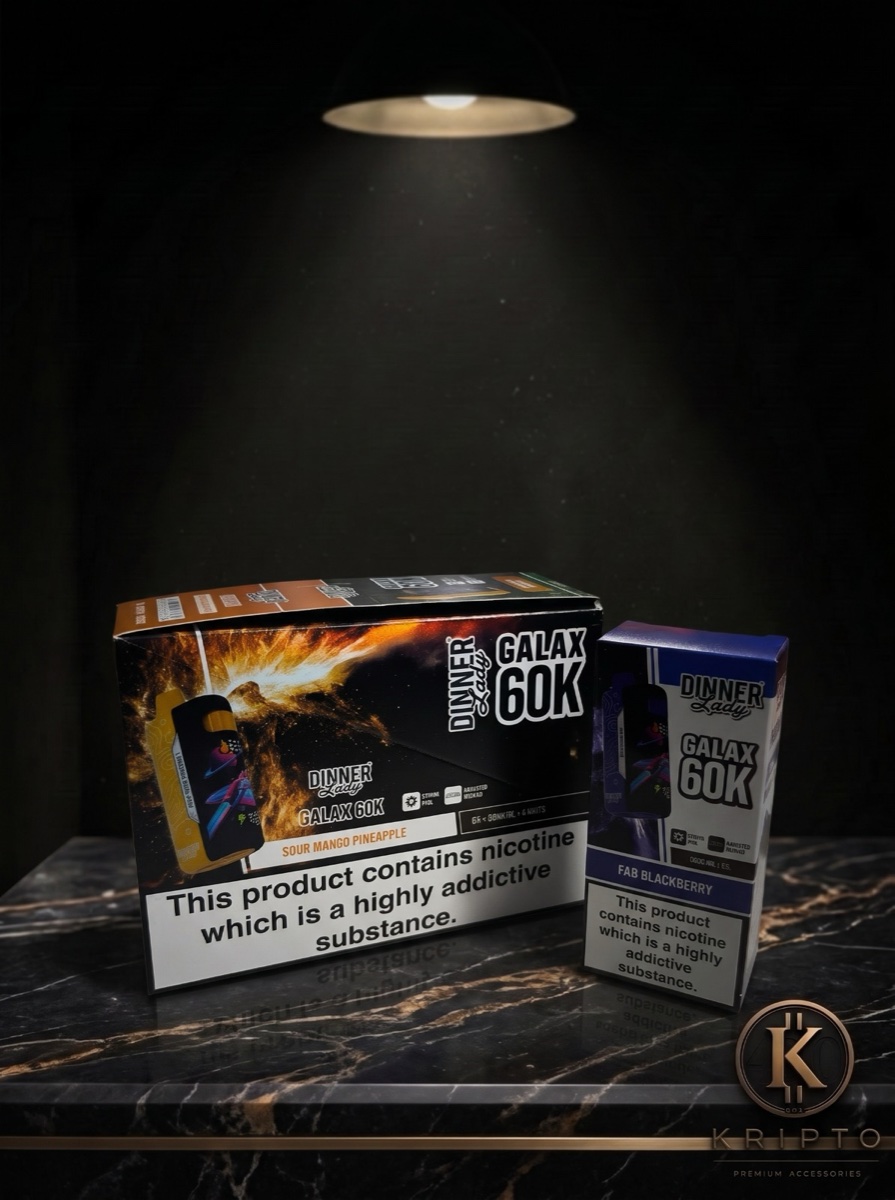 DINNER
Lady
GALAX
60K
DINNER
Lady
GALAX 60K
SOUR MANGO PINEAPPLE
This product contains nicotine
which is a highly addictive
substance.
DINNER
Lady
GALAX
60K
FAB BLACKBERRY
This product
contains nicotine
which is a highly
addictive
substance.
K
KRIPTO
PREMIUM ACCESSORIES